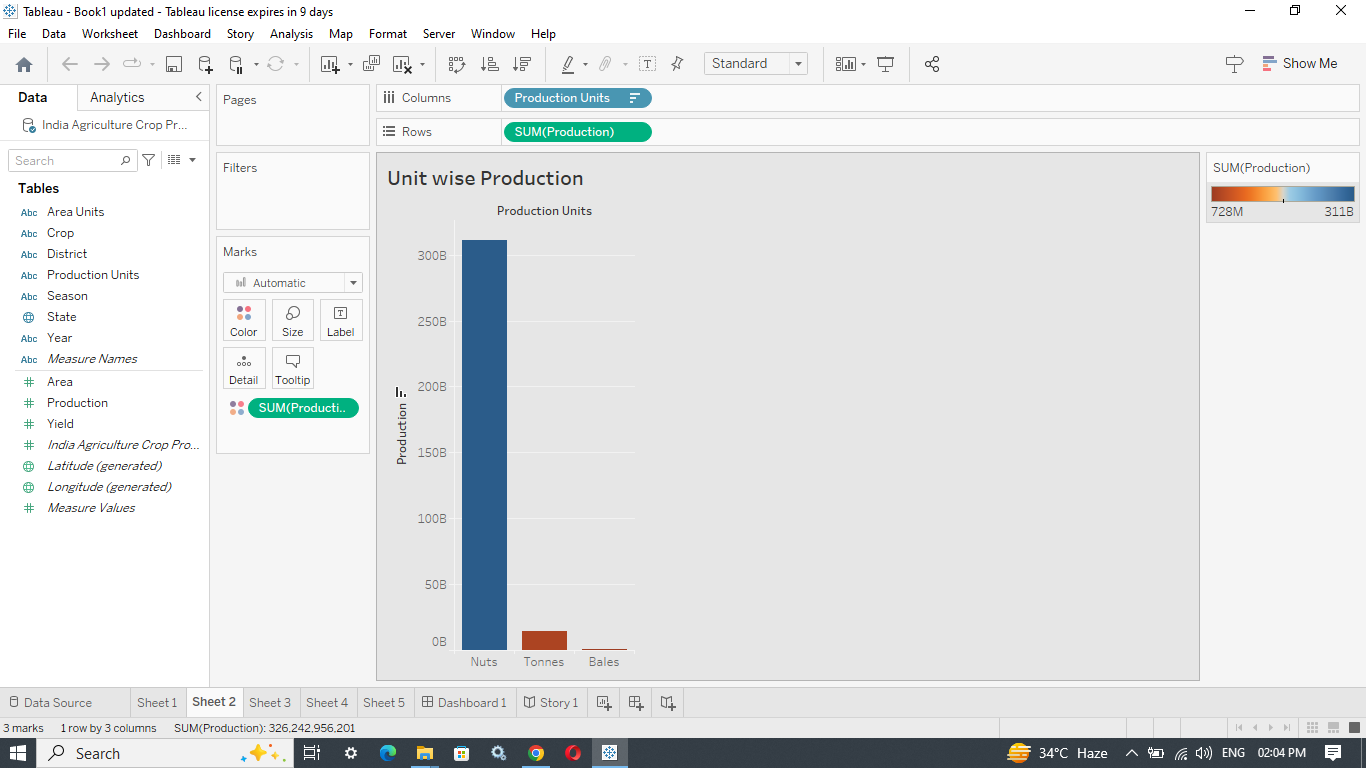 Tableau - Book1 updated - Tableau license expires in 9 days
File Data Worksheet Dashboard Story Analysis Map Format Server Window Help
Standard
Show Me
Data
Analytics
India Agriculture Crop Pr...
Search
Tables
Abc Area Units
Abc Crop
Abc District
Abc Production Units
Abc Season
State
Abc Year
Abc Measure Names
Area
Production
Yield
India Agriculture Crop Pro...
Latitude (generated)
Longitude (generated)
Measure Values
Pages
Filters
Marks
Automatic
Color
Size
Label
Detail
Tooltip
SUM(Producti..
Columns
Production Units
Rows
SUM(Production)
Unit wise Production
Production Units
300B
250B
200B
150B
100B
50B
0B
Production
Nuts
Tonnes
Bales
SUM(Production)
728M
311B
Data Source
Sheet 1
Sheet 2
Sheet 3
Sheet 4
Sheet 5
Dashboard 1
Story 1
3 marks 1 row by 3 columns SUM(Production): 326,242,956,201
Search
34°C Haze
ENG
02:04 PM